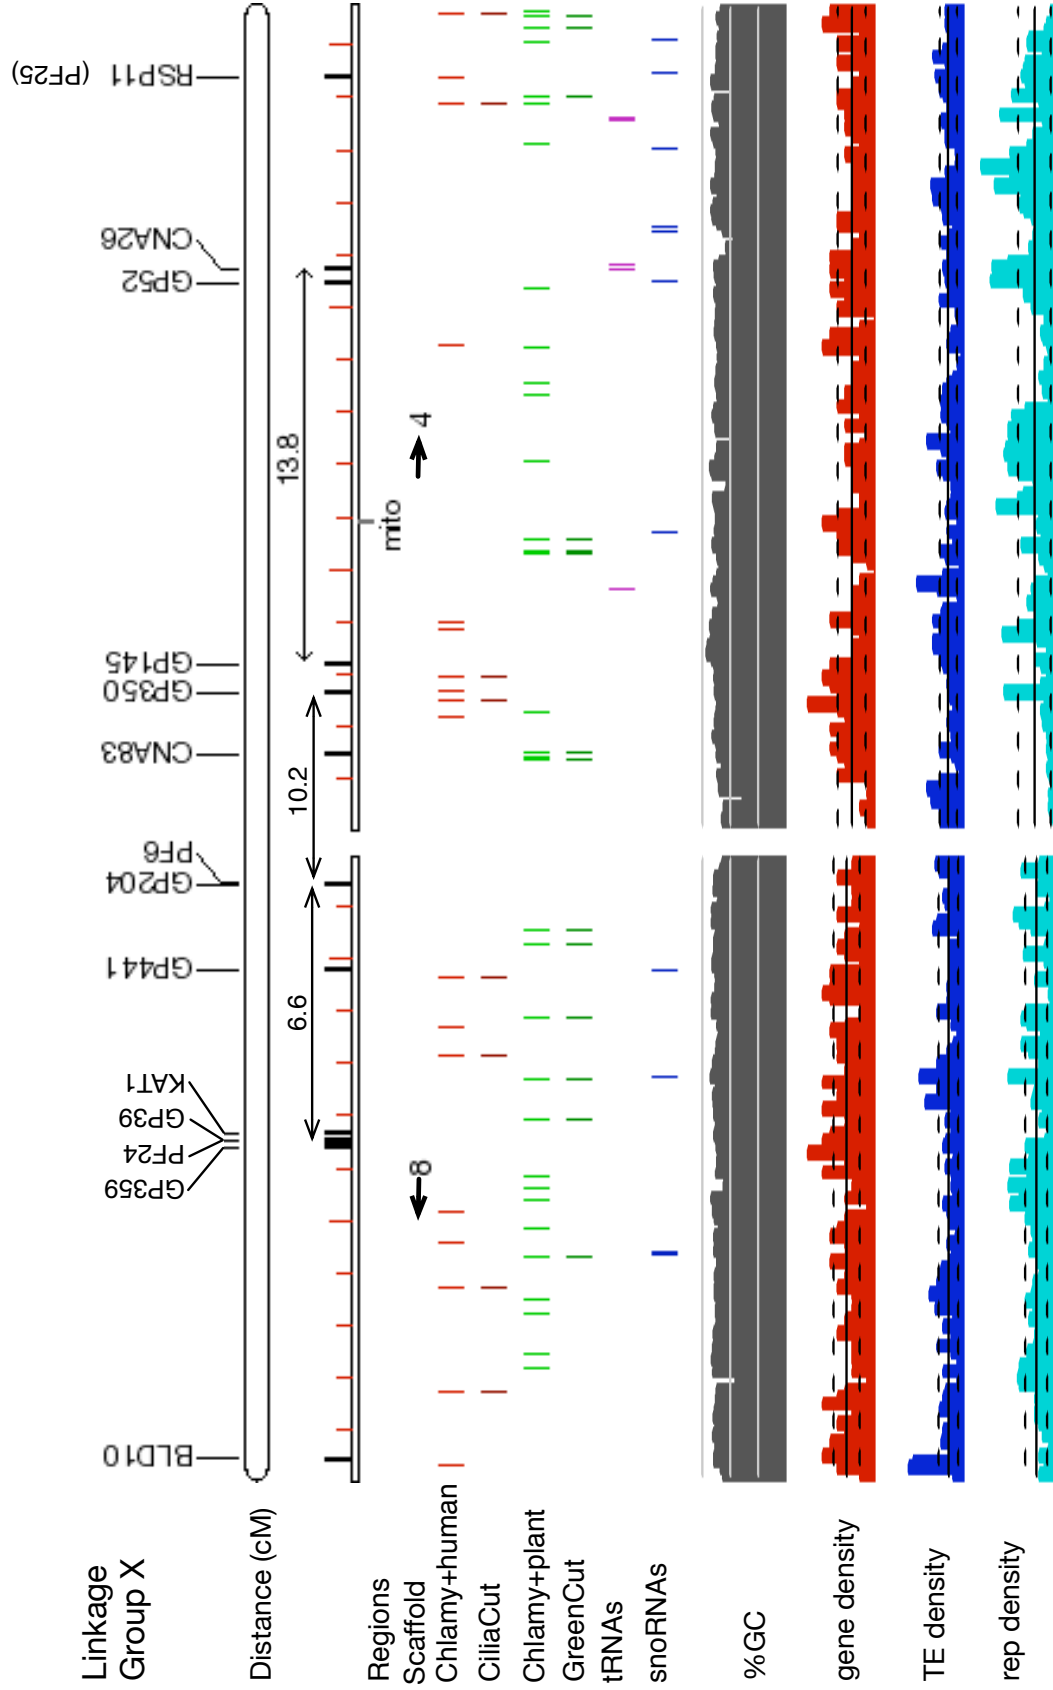 Linkage
Group X
BLD10
GP359
PF24
GP39
KAT1
GP441
GP204
PF6
CNA83
GP350
GP145
GP52
CNA26
RSP11 (PF25)
Distance (cM)
6.6
10.2
13.8
Regions
mito
Scaffold
8
4
Chlamy+human
CiliaCut
Chlamy+plant
GreenCut
tRNAs
snoRNAs
%GC
gene density
TE density
rep density